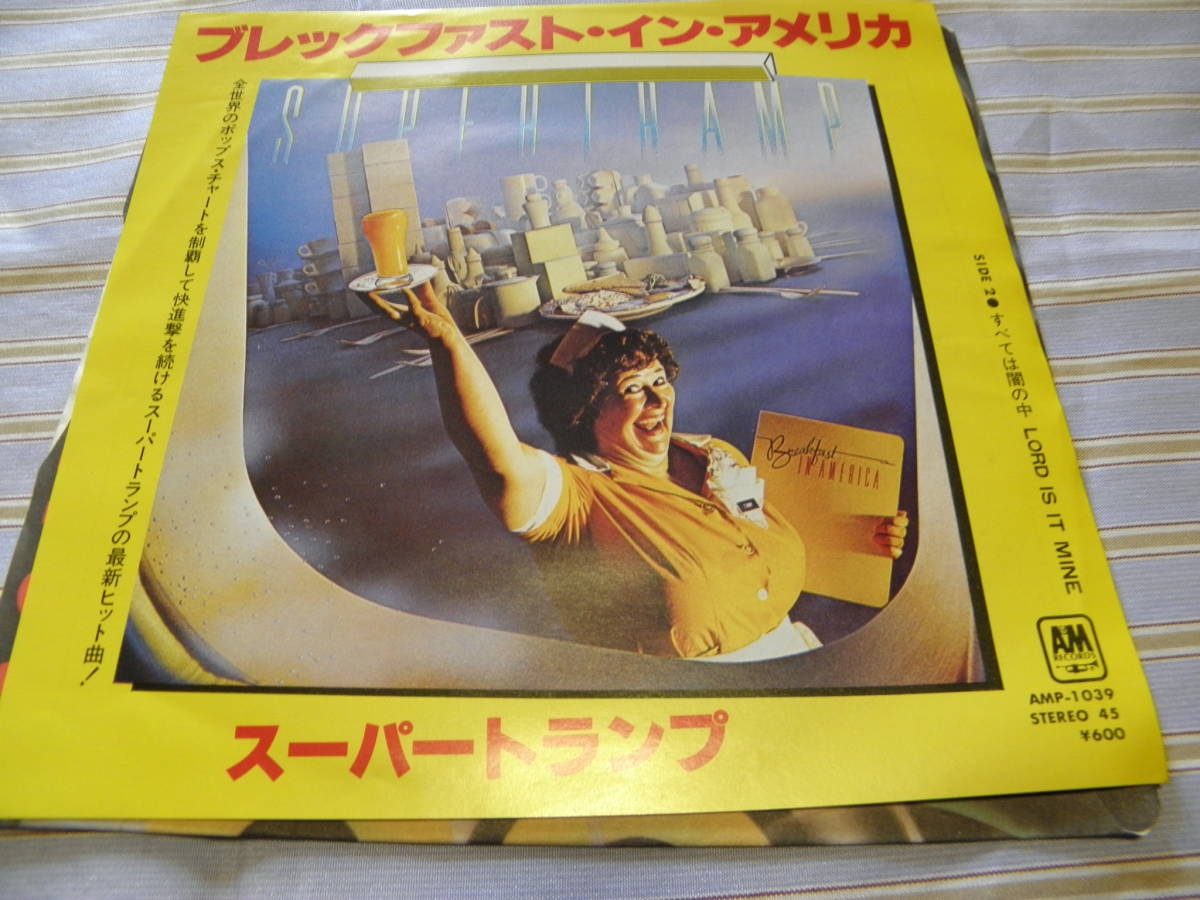 ブレックファスト・イン・アメリカ
SUPERTRAMP
全世界のポップス・チャートを制覇して快進撃を続けるスーパートランプの最新ヒット曲!
Breakfast
IN AMERICA
SIDE 2●すべては闇の中 LORD IS IT MINE
A&M
RECORDS
AMP-1039
STEREO 45
¥600
スーパートランプ